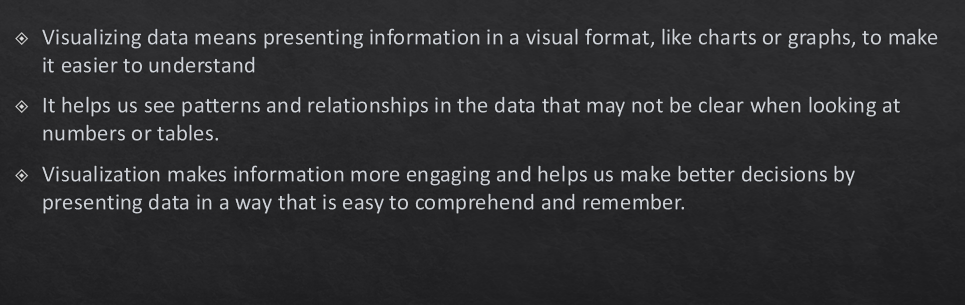 Visualizing data means presenting information in a visual format, like charts or graphs, to make
it easier to understand
It helps us see patterns and relationships in the data that may not be clear when looking at
numbers or tables.
Visualization makes information more engaging and helps us make better decisions by
presenting data in a way that is easy to comprehend and remember.